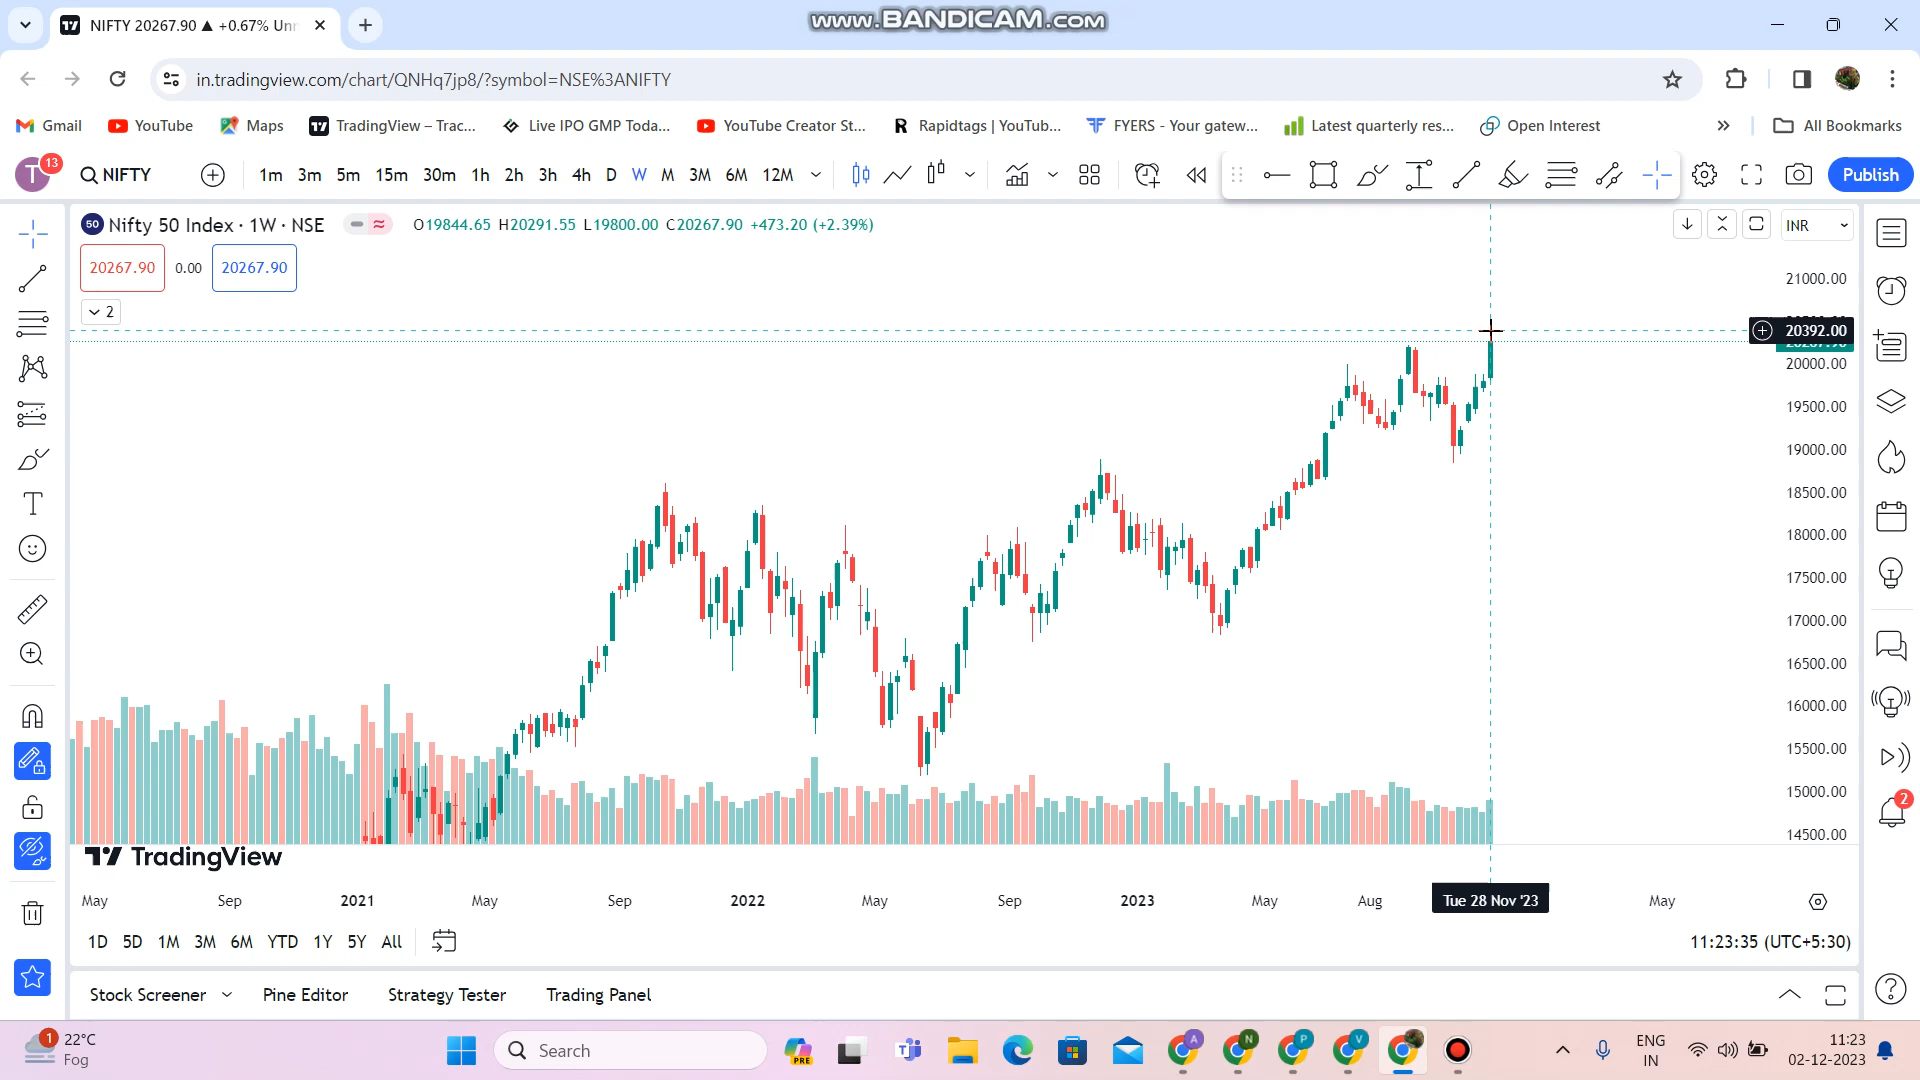 NIFTY 20267.90 ▲ +0.67% Unn
www.BANDICAM.com
in.tradingview.com/chart/QNHq7jp8/?symbol=NSE%3ANIFTY
Gmail YouTube Maps TradingView – Trac... Live IPO GMP Toda... YouTube Creator St... Rapidtags | YouTub... FYERS - Your gatew... Latest quarterly res... Open Interest » All Bookmarks
T 13 NIFTY 1m 3m 5m 15m 30m 1h 2h 3h 4h D W M 3M 6M 12M Publish
50 Nifty 50 Index · 1W · NSE O19844.65 H20291.55 L19800.00 C20267.90 +473.20 (+2.39%) INR
20267.90 0.00 20267.90
2
21000.00
20392.00
20000.00
19500.00
19000.00
18500.00
18000.00
17500.00
17000.00
16500.00
16000.00
15500.00
15000.00
14500.00
2
TradingView
May Sep 2021 May Sep 2022 May Sep 2023 May Aug Tue 28 Nov '23 May
1D 5D 1M 3M 6M YTD 1Y 5Y All 11:23:35 (UTC+5:30)
Stock Screener Pine Editor Strategy Tester Trading Panel
1 22°C
Fog
Search
PRE
A N P V
ENG
IN
11:23
02-12-2023